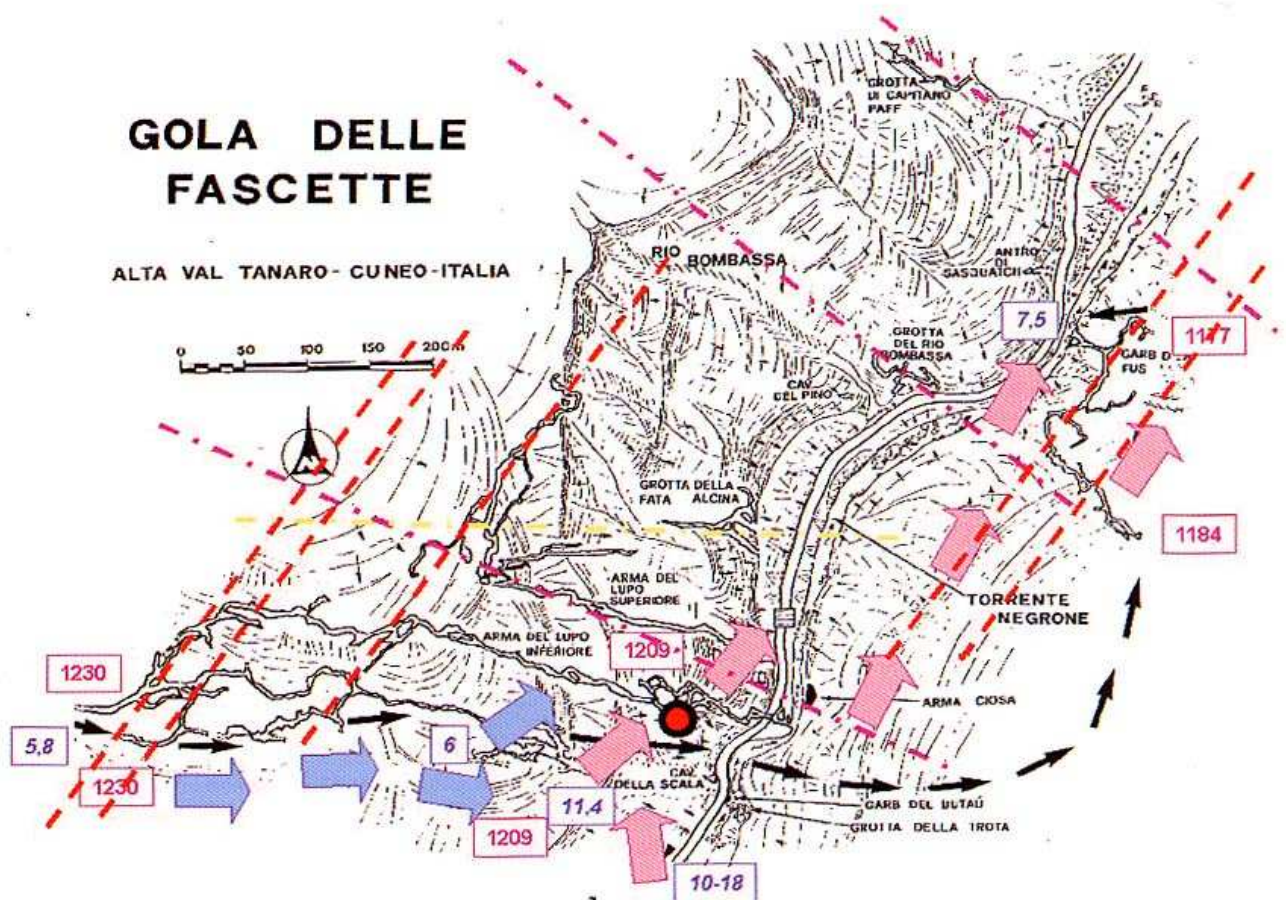 GOLA DELLE
FASCETTE
ALTA VAL TANARO-CUNEO-ITALIA
0 50 100 150 200m
N
GROTTA
DI CAPITANO
PAFF
RIO BOMBASSA
ANTRO
DI
SASQUATCH
7,5
1177
GROTTA
DEL RIO
BOMBASSA
GARB D
FUS
CAV.
DEL PINO
GROTTA DELLA
FATA ALCINA
1184
ARMA DEL
LUPO
SUPERIORE
TORRENTE
NEGRONE
ARMA DEL LUPO
INFERIORE
1209
1230
ARMA CIOSA
5,8
6
1230
CAV.
DELLA SCALA
11,4
GARB DEL BUTAÚ
GROTTA DELLA TROTA
1209
10-18